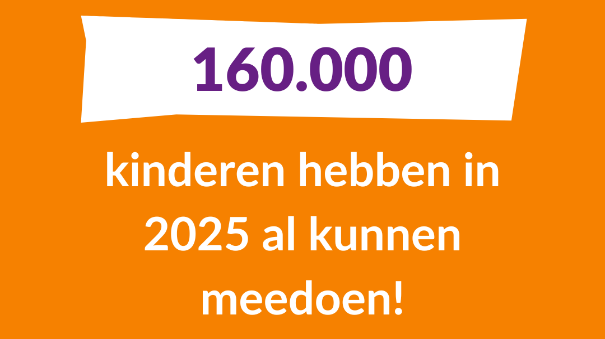 160.000
kinderen hebben in
2025 al kunnen
meedoen!